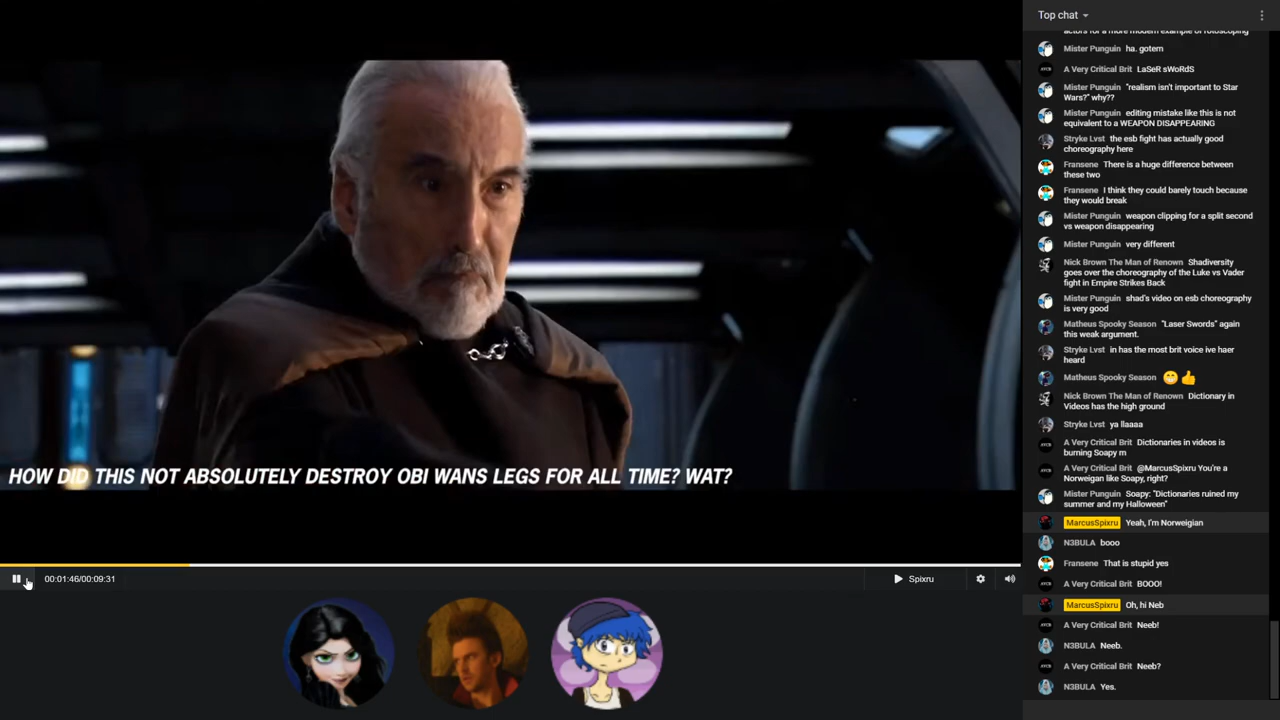 HOW DID THIS NOT ABSOLUTELY DESTROY OBI WANS LEGS FOR ALL TIME? WAT?
00:01:46/00:09:31
Spixru
Top chat
actors for a more modern example of rotoscoping
Mister Punguin ha. gotem
A Very Critical Brit LaSeR sWoRdS
Mister Punguin "realism isn't important to Star
Wars?" why??
Mister Punguin editing mistake like this is not
equivalent to a WEAPON DISAPPEARING
Stryke Lvst the esb fight has actually good
choreography here
Fransene There is a huge difference between
these two
Fransene I think they could barely touch because
they would break
Mister Punguin weapon clipping for a split second
vs weapon disappearing
Mister Punguin very different
Nick Brown The Man of Renown Shadiversity
goes over the choreography of the Luke vs Vader
fight in Empire Strikes Back
Mister Punguin shad's video on esb choreography
is very good
Matheus Spooky Season "Laser Swords" again
this weak argument.
Stryke Lvst in has the most brit voice ive haer
heard
Matheus Spooky Season 😁👍
Nick Brown The Man of Renown Dictionary in
Videos has the high ground
Stryke Lvst ya llaaaa
A Very Critical Brit Dictionaries in videos is
burning Soapy m
A Very Critical Brit @MarcusSpixru You're a
Norweigan like Soapy, right?
Mister Punguin Soapy: "Dictionaries ruined my
summer and my Halloween"
MarcusSpixru Yeah, I'm Norweigian
N3BULA booo
Fransene That is stupid yes
A Very Critical Brit BOOO!
MarcusSpixru Oh, hi Neb
A Very Critical Brit Neeb!
N3BULA Neeb.
A Very Critical Brit Neeb?
N3BULA Yes.